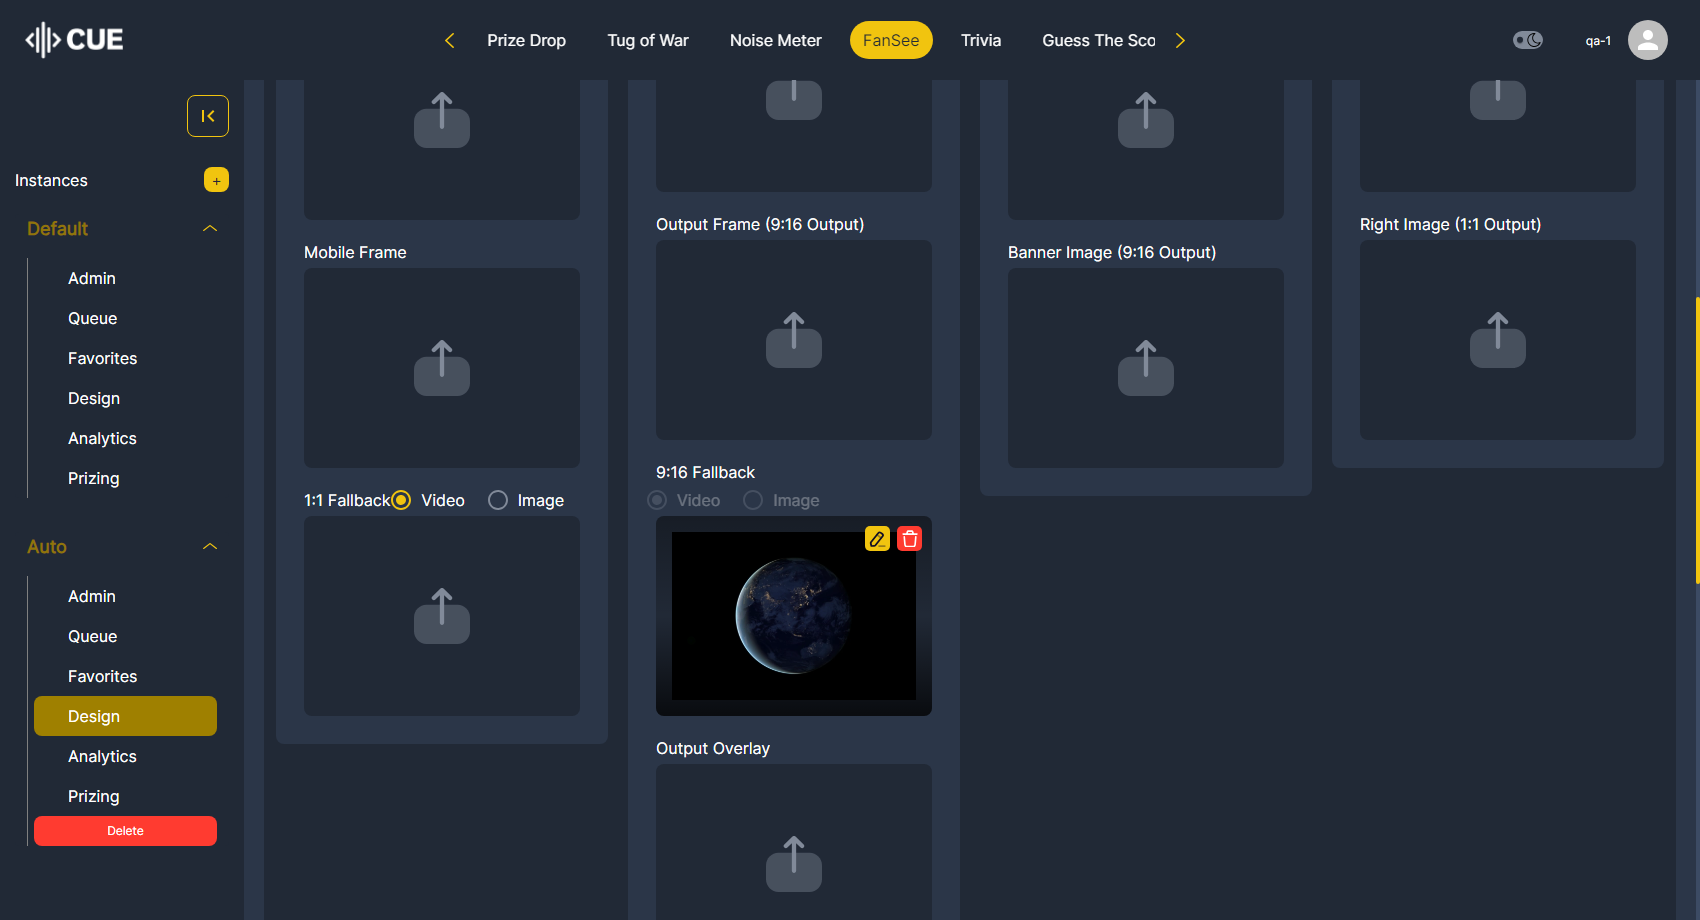 CUE
Prize Drop
Tug of War
Noise Meter
FanSee
Trivia
Guess The Sco
qa-1
Instances
+
Default
Admin
Queue
Favorites
Design
Analytics
Prizing
Auto
Admin
Queue
Favorites
Design
Analytics
Prizing
Delete
Mobile Frame
1:1 Fallback Video Image
Output Frame (9:16 Output)
9:16 Fallback
Video Image
Output Overlay
Banner Image (9:16 Output)
Right Image (1:1 Output)